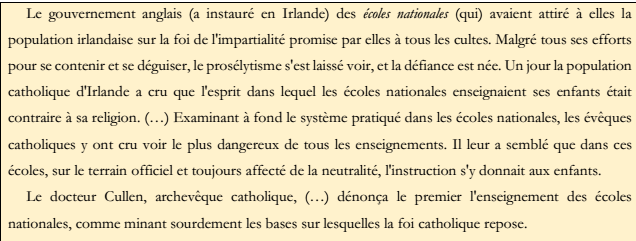 Le gouvernement anglais (a instauré en Irlande) des écoles nationales (qui) avaient attiré à elles la
population irlandaise sur la foi de l'impartialité promise par elles à tous les cultes. Malgré tous ses efforts
pour se contenir et se déguiser, le prosélytisme s'est laissé voir, et la défiance est née. Un jour la population
catholique d'Irlande a cru que l'esprit dans lequel les écoles nationales enseignaient ses enfants était
contraire à sa religion. (…) Examinant à fond le système pratiqué dans les écoles nationales, les évêques
catholiques y ont cru voir le plus dangereux de tous les enseignements. Il leur a semblé que dans ces
écoles, sur le terrain officiel et toujours affecté de la neutralité, l'instruction s'y donnait aux enfants.
Le docteur Cullen, archevêque catholique, (…) dénonça le premier l'enseignement des écoles
nationales, comme minant sourdement les bases sur lesquelles la foi catholique repose.